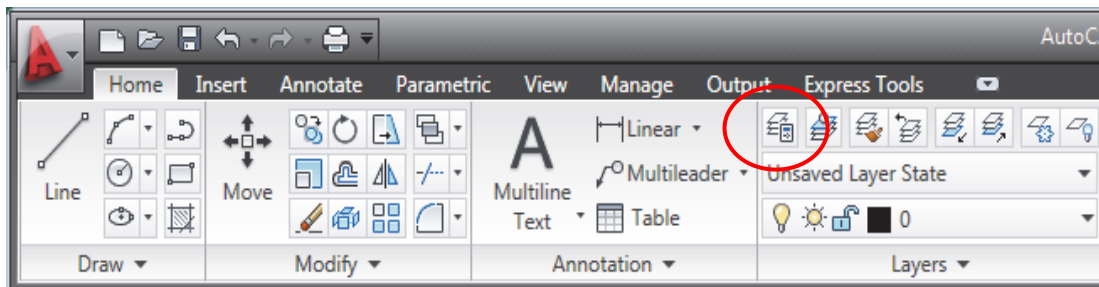 AutoC
Home Insert Annotate Parametric View Manage Output Express Tools
Line
Move
A
Multiline
Text
Linear
Multileader
Table
Unsaved Layer State
0
Draw Modify Annotation Layers